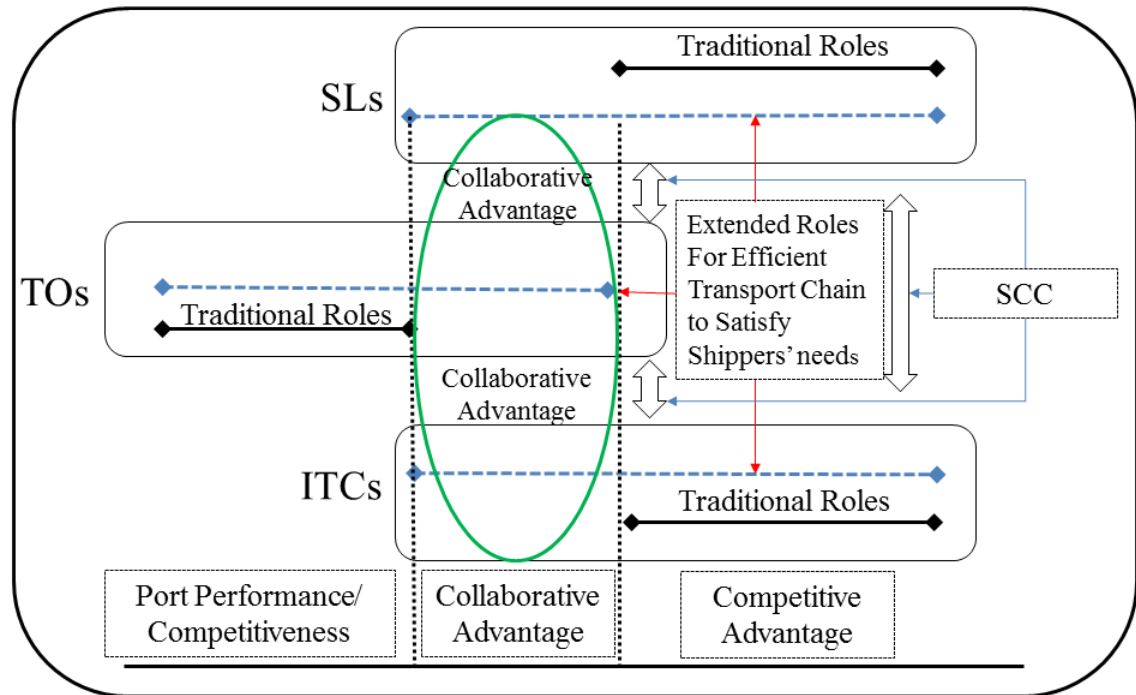 Traditional Roles
SLs
Collaborative
Advantage
Extended Roles
For Efficient
Transport Chain
to Satisfy
Shippers’ needs
SCC
TOs
Traditional Roles
Collaborative
Advantage
ITCs
Traditional Roles
Port Performance/
Competitiveness
Collaborative
Advantage
Competitive
Advantage